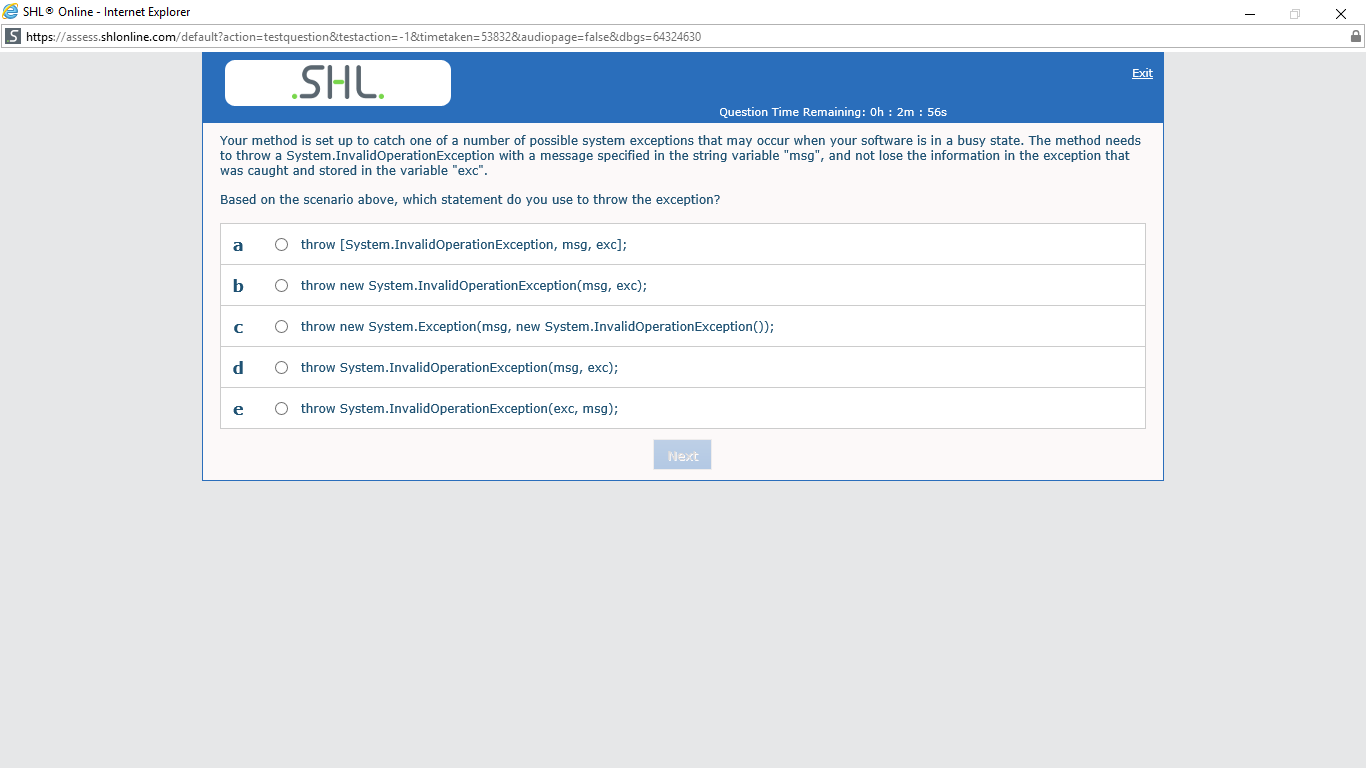 SHL® Online - Internet Explorer
https://assess.shlonline.com/default?action=testquestion&testaction=-1&timetaken=53832&audiopage=false&dbgs=64324630
SHL
Exit
Question Time Remaining: 0h : 2m : 56s
Your method is set up to catch one of a number of possible system exceptions that may occur when your software is in a busy state. The method needs
to throw a System.InvalidOperationException with a message specified in the string variable "msg", and not lose the information in the exception that
was caught and stored in the variable "exc".
Based on the scenario above, which statement do you use to throw the exception?
a throw [System.InvalidOperationException, msg, exc];
b throw new System.InvalidOperationException(msg, exc);
c throw new System.Exception(msg, new System.InvalidOperationException());
d throw System.InvalidOperationException(msg, exc);
e throw System.InvalidOperationException(exc, msg);
Next